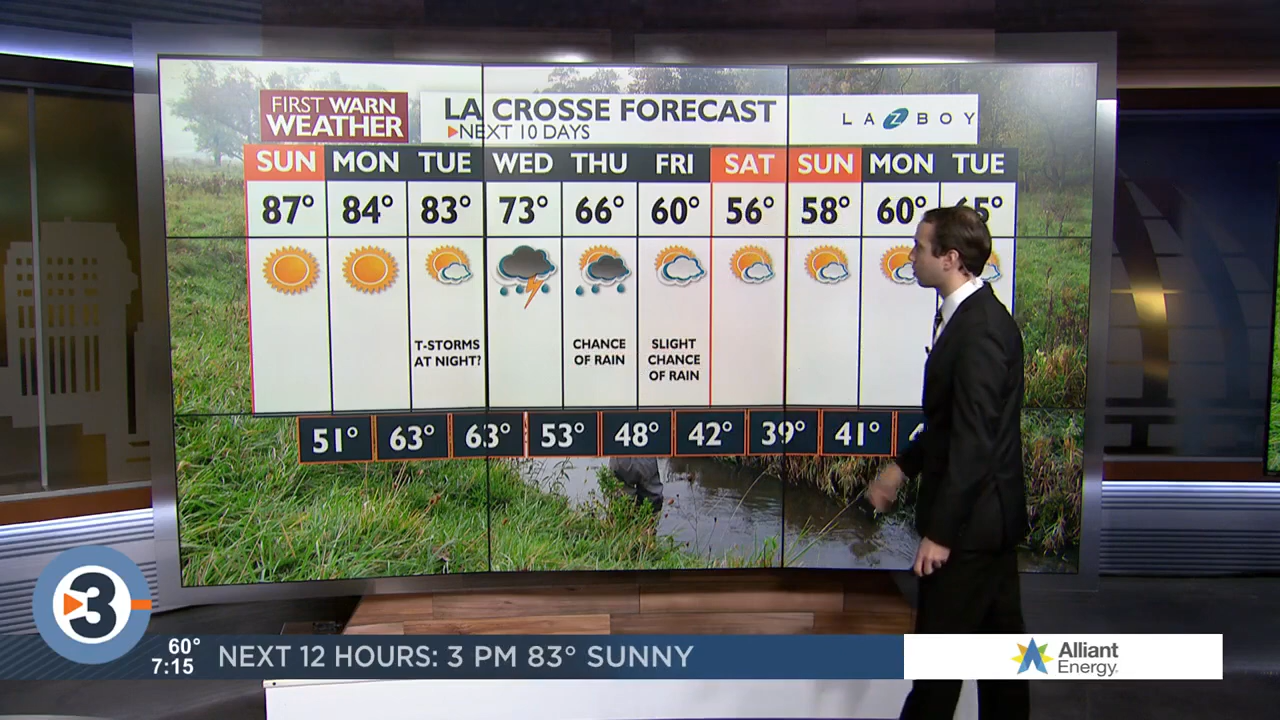 FIRST WARN
WEATHER
LA CROSSE FORECAST
NEXT 10 DAYS
LA Z BOY
SUN MON TUE WED THU FRI SAT SUN MON TUE
87° 84° 83° 73° 66° 60° 56° 58° 60° 65°
T-STORMS
AT NIGHT?
CHANCE
OF RAIN
SLIGHT
CHANCE
OF RAIN
51° 63° 63° 53° 48° 42° 39° 41°
3
60°
7:15
NEXT 12 HOURS: 3 PM 83° SUNNY
Alliant
Energy